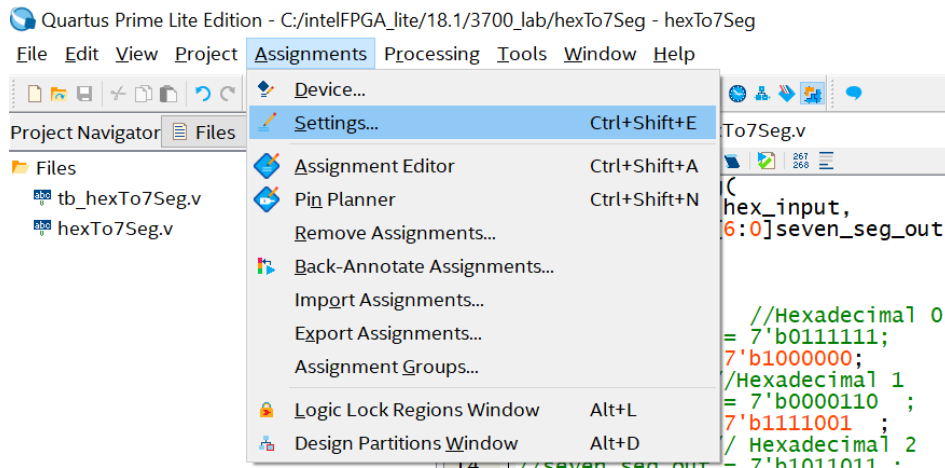 Quartus Prime Lite Edition - C:/intelFPGA_lite/18.1/3700_lab/hexTo7Seg - hexTo7Seg
File Edit View Project Assignments Processing Tools Window Help
Device...
Project Navigator Files
Settings... Ctrl+Shift+E
To7Seg.v
Files
Assignment Editor Ctrl+Shift+A
267
268
tb_hexTo7Seg.v
Pin Planner Ctrl+Shift+N
hex_input,
hexTo7Seg.v
Remove Assignments...
6:0]seven_seg_out
Back-Annotate Assignments...
Import Assignments...
//Hexadecimal 0
Export Assignments...
= 7'b0111111;
7'b1000000;
Assignment Groups...
/Hexadecimal 1
= 7'b0000110 ;
Logic Lock Regions Window Alt+L
7'b1111001 ;
Design Partitions Window Alt+D
/ Hexadecimal 2
14 //seven_seg_out = 7'b1011011 ;